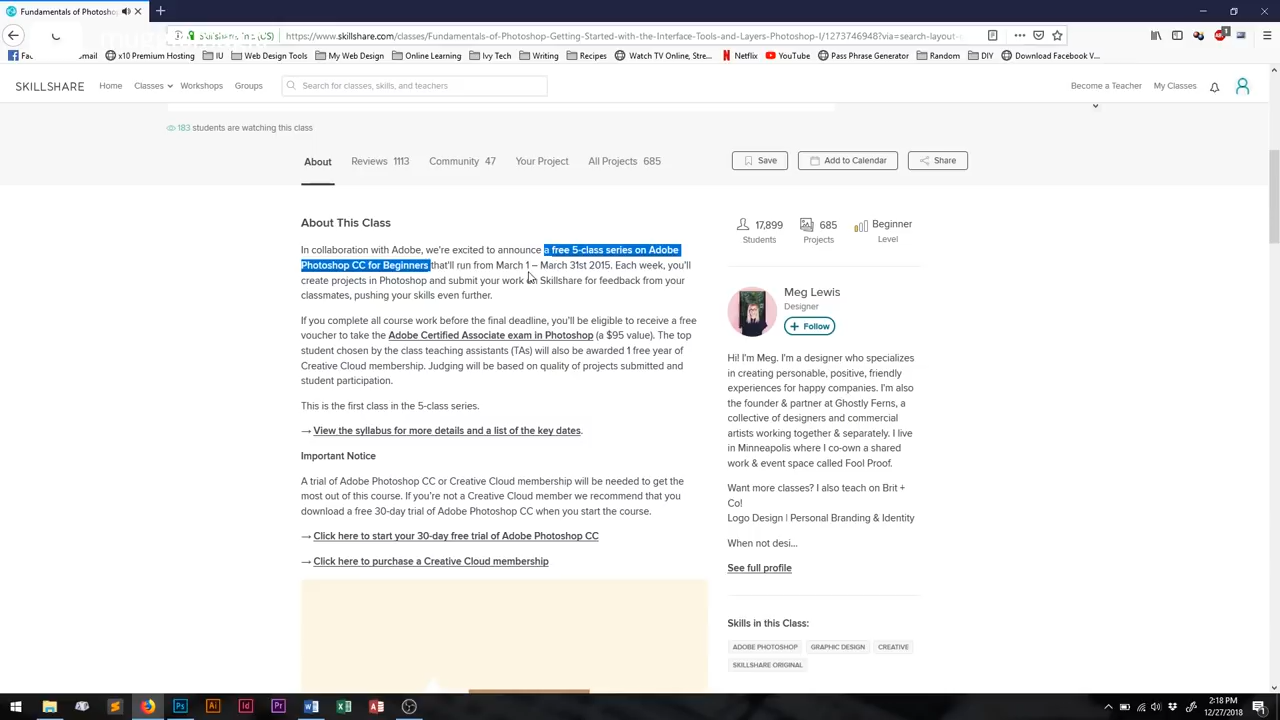 Fundamentals of Photoshop: G
https://www.skillshare.com/classes/Fundamentals-of-Photoshop-Getting-Started-with-the-Interface-Tools-and-Layers-Photoshop-I/1273746948?via=search-layout-
x10 Premium Hosting IU Web Design Tools My Web Design Online Learning Ivy Tech Writing Recipes Watch TV Online, Stre... Netflix YouTube Pass Phrase Generator Random DIY Download Facebook V...
SKILLSHARE Home Classes Workshops Groups Search for classes, skills, and teachers Become a Teacher My Classes
183 students are watching this class
About Reviews 1113 Community 47 Your Project All Projects 685 Save Add to Calendar Share
About This Class
In collaboration with Adobe, we're excited to announce a free 5-class series on Adobe
Photoshop CC for Beginners that'll run from March 1 – March 31st 2015. Each week, you'll
create projects in Photoshop and submit your work on Skillshare for feedback from your
classmates, pushing your skills even further.
If you complete all course work before the final deadline, you'll be eligible to receive a free
voucher to take the Adobe Certified Associate exam in Photoshop (a $95 value). The top
student chosen by the class teaching assistants (TAs) will also be awarded 1 free year of
Creative Cloud membership. Judging will be based on quality of projects submitted and
student participation.
This is the first class in the 5-class series.
→ View the syllabus for more details and a list of the key dates.
Important Notice
A trial of Adobe Photoshop CC or Creative Cloud membership will be needed to get the
most out of this course. If you're not a Creative Cloud member we recommend that you
download a free 30-day trial of Adobe Photoshop CC when you start the course.
→ Click here to start your 30-day free trial of Adobe Photoshop CC
→ Click here to purchase a Creative Cloud membership
17,899 685 Beginner
Students Projects Level
Meg Lewis
Designer
+ Follow
Hi! I'm Meg. I'm a designer who specializes
in creating personable, positive, friendly
experiences for happy companies. I'm also
the founder & partner at Ghostly Ferns, a
collective of designers and commercial
artists working together & separately. I live
in Minneapolis where I co-own a shared
work & event space called Fool Proof.
Want more classes? I also teach on Brit +
Co!
Logo Design | Personal Branding & Identity
When not desi...
See full profile
Skills in this Class:
ADOBE PHOTOSHOP GRAPHIC DESIGN CREATIVE
SKILLSHARE ORIGINAL
2:18 PM
12/27/2018